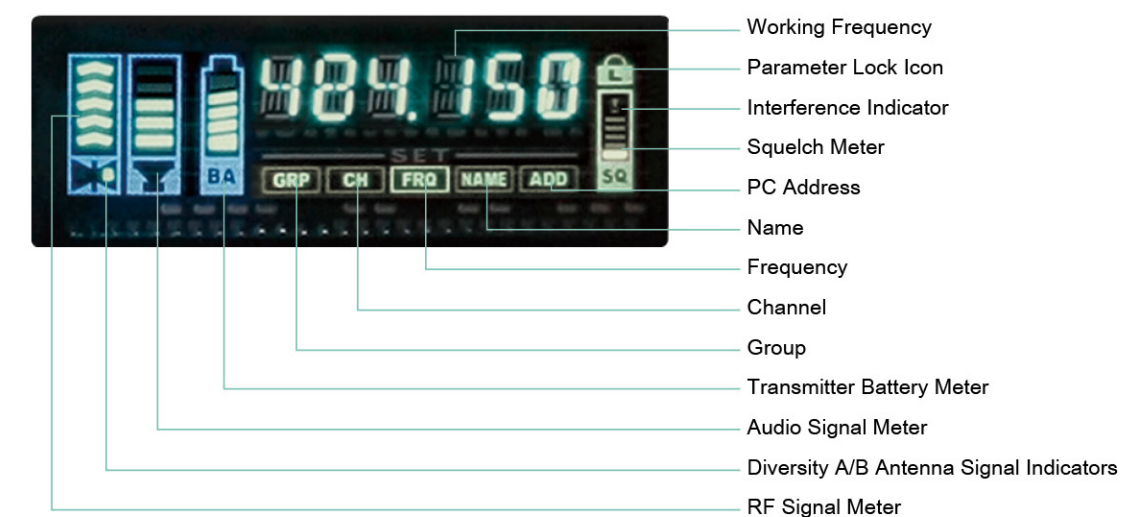 484.150
L
SET
BA
GRP
CH
FRQ
NAME
ADD
SQ
Working Frequency
Parameter Lock Icon
Interference Indicator
Squelch Meter
PC Address
Name
Frequency
Channel
Group
Transmitter Battery Meter
Audio Signal Meter
Diversity A/B Antenna Signal Indicators
RF Signal Meter